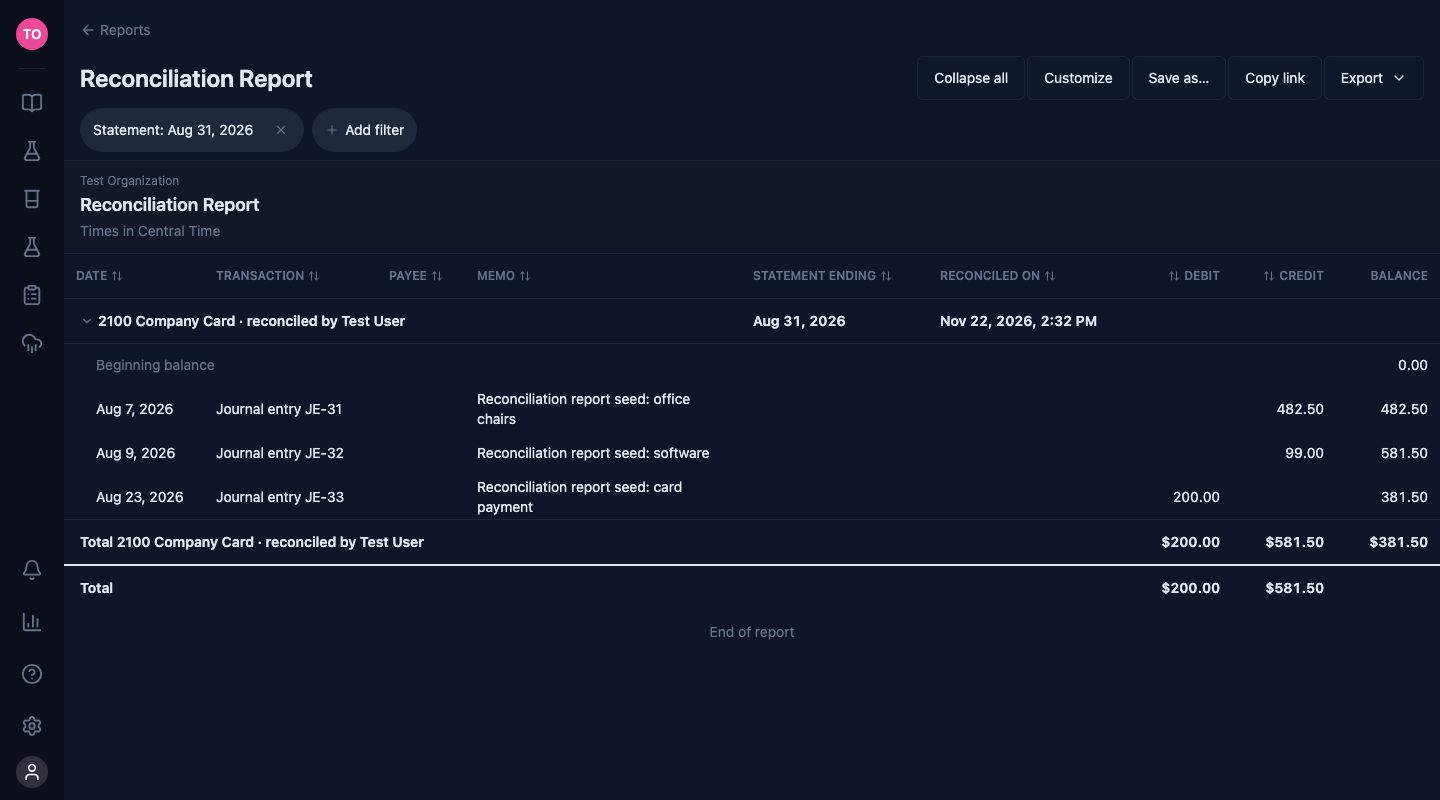 TO
Reports
Reconciliation Report
Collapse all
Customize
Save as...
Copy link
Export
Statement: Aug 31, 2026
Add filter
Test Organization
Reconciliation Report
Times in Central Time
DATE TRANSACTION PAYEE MEMO STATEMENT ENDING RECONCILED ON DEBIT CREDIT BALANCE
2100 Company Card · reconciled by Test User Aug 31, 2026 Nov 22, 2026, 2:32 PM
Beginning balance 0.00
Aug 7, 2026 Journal entry JE-31 Reconciliation report seed: office
chairs 482.50 482.50
Aug 9, 2026 Journal entry JE-32 Reconciliation report seed: software 99.00 581.50
Aug 23, 2026 Journal entry JE-33 Reconciliation report seed: card
payment 200.00 381.50
Total 2100 Company Card · reconciled by Test User $200.00 $581.50 $381.50
Total $200.00 $581.50
End of report